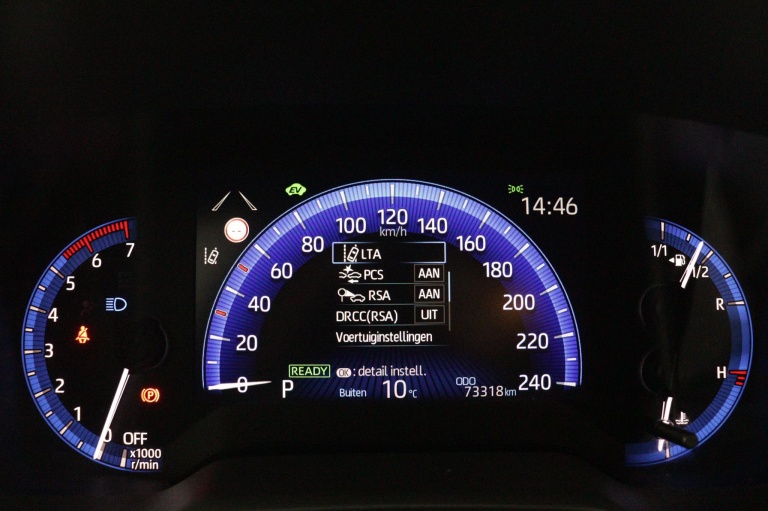 7
6
5
4
3
2
1
0
OFF
x1000
r/min
P
EV
14:46
0
20
40
60
80
100
120
140
160
180
200
220
240
km/h
LTA
PCS AAN
RSA AAN
DRCC(RSA) UIT
Voertuiginstellingen
READY OK : detail instell.
P
Buiten 10 °C
ODO
73318 km
1/1
1/2
R
H